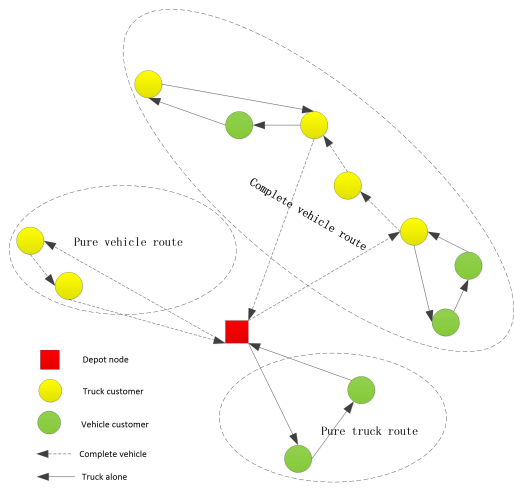 Complete vehicle route
Pure vehicle route
Pure truck route
Depot node
Truck customer
Vehicle customer
Complete vehicle
Truck alone